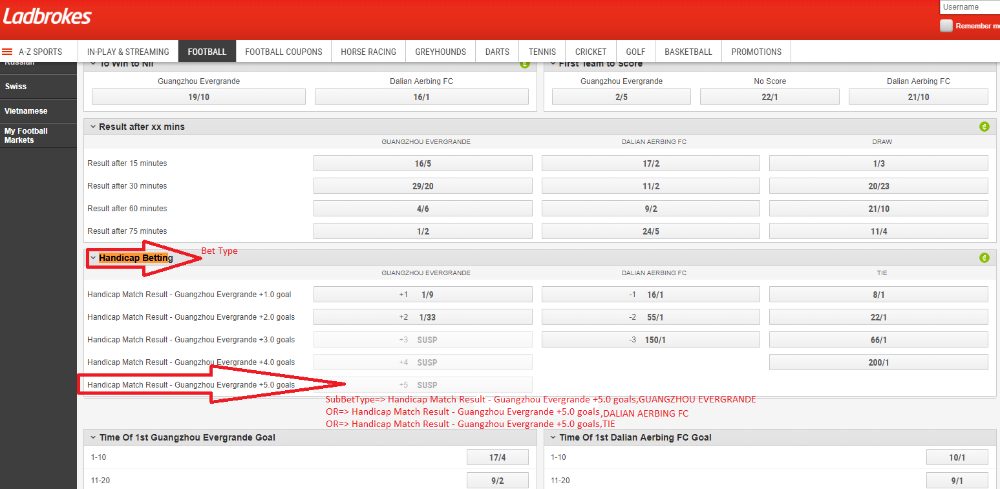 Ladbrokes
Username
Remember me
A-Z SPORTS IN-PLAY & STREAMING FOOTBALL FOOTBALL COUPONS HORSE RACING GREYHOUNDS DARTS TENNIS CRICKET GOLF BASKETBALL PROMOTIONS
Russian
Swiss
Vietnamese
My Football
Markets
To Win to Nil
Guangzhou Evergrande Dalian Aerbing FC
19/10 16/1
First Team to Score
Guangzhou Evergrande No Score Dalian Aerbing FC
2/5 22/1 21/10
Result after xx mins
GUANGZHOU EVERGRANDE DALIAN AERBING FC DRAW
Result after 15 minutes 16/5 17/2 1/3
Result after 30 minutes 29/20 11/2 20/23
Result after 60 minutes 4/6 9/2 21/10
Result after 75 minutes 1/2 24/5 11/4
Handicap Betting
Bet Type
GUANGZHOU EVERGRANDE DALIAN AERBING FC TIE
Handicap Match Result - Guangzhou Evergrande +1.0 goal +1 1/9 -1 16/1 8/1
Handicap Match Result - Guangzhou Evergrande +2.0 goals +2 1/33 -2 55/1 22/1
Handicap Match Result - Guangzhou Evergrande +3.0 goals +3 SUSP -3 150/1 66/1
Handicap Match Result - Guangzhou Evergrande +4.0 goals +4 SUSP 200/1
Handicap Match Result - Guangzhou Evergrande +5.0 goals +5 SUSP
SubBetType=> Handicap Match Result - Guangzhou Evergrande +5.0 goals,GUANGZHOU EVERGRANDE
OR=> Handicap Match Result - Guangzhou Evergrande +5.0 goals,DALIAN AERBING FC
OR=> Handicap Match Result - Guangzhou Evergrande +5.0 goals,TIE
Time Of 1st Guangzhou Evergrande Goal
1-10 17/4
11-20 9/2
Time Of 1st Dalian Aerbing FC Goal
1-10 10/1
11-20 9/1